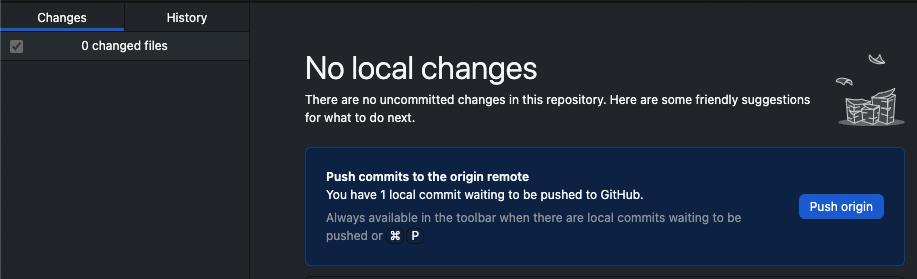 Changes
History
0 changed files
No local changes
There are no uncommitted changes in this repository. Here are some friendly suggestions
for what to do next.
Push commits to the origin remote
You have 1 local commit waiting to be pushed to GitHub.
Always available in the toolbar when there are local commits waiting to be
pushed or ⌘ P
Push origin